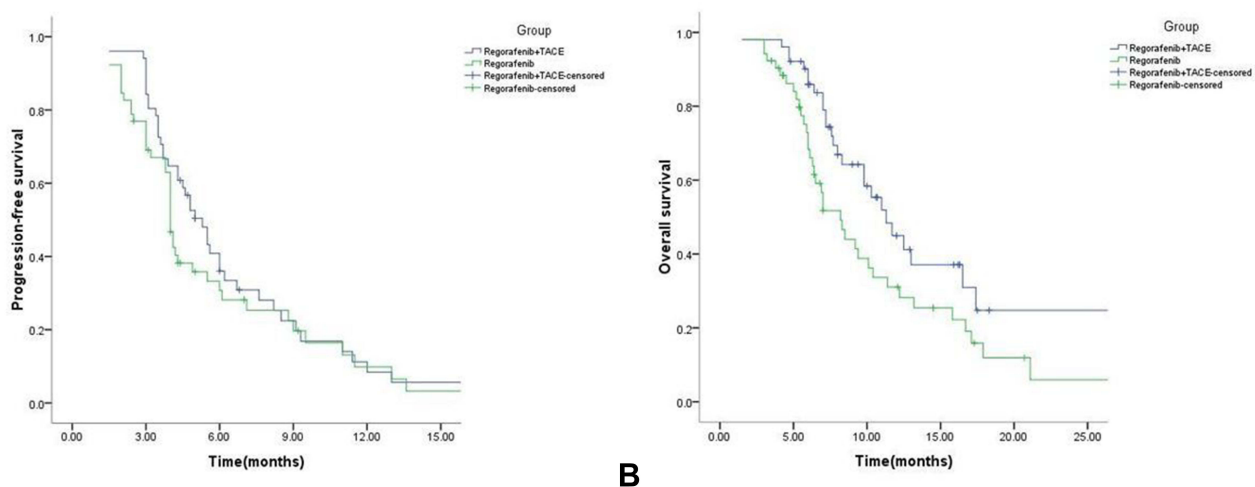 Group
Regorafenib+TACE
Regorafenib
Regorafenib+TACE-censored
Regorafenib-censored
Progression-free survival
1.0
0.8
0.6
0.4
0.2
0.0
0.00 3.00 6.00 9.00 12.00 15.00
Time(months)
B
Group
Regorafenib+TACE
Regorafenib
Regorafenib+TACE-censored
Regorafenib-censored
Overall survival
1.0
0.8
0.6
0.4
0.2
0.0
0.00 5.00 10.00 15.00 20.00 25.00
Time(months)